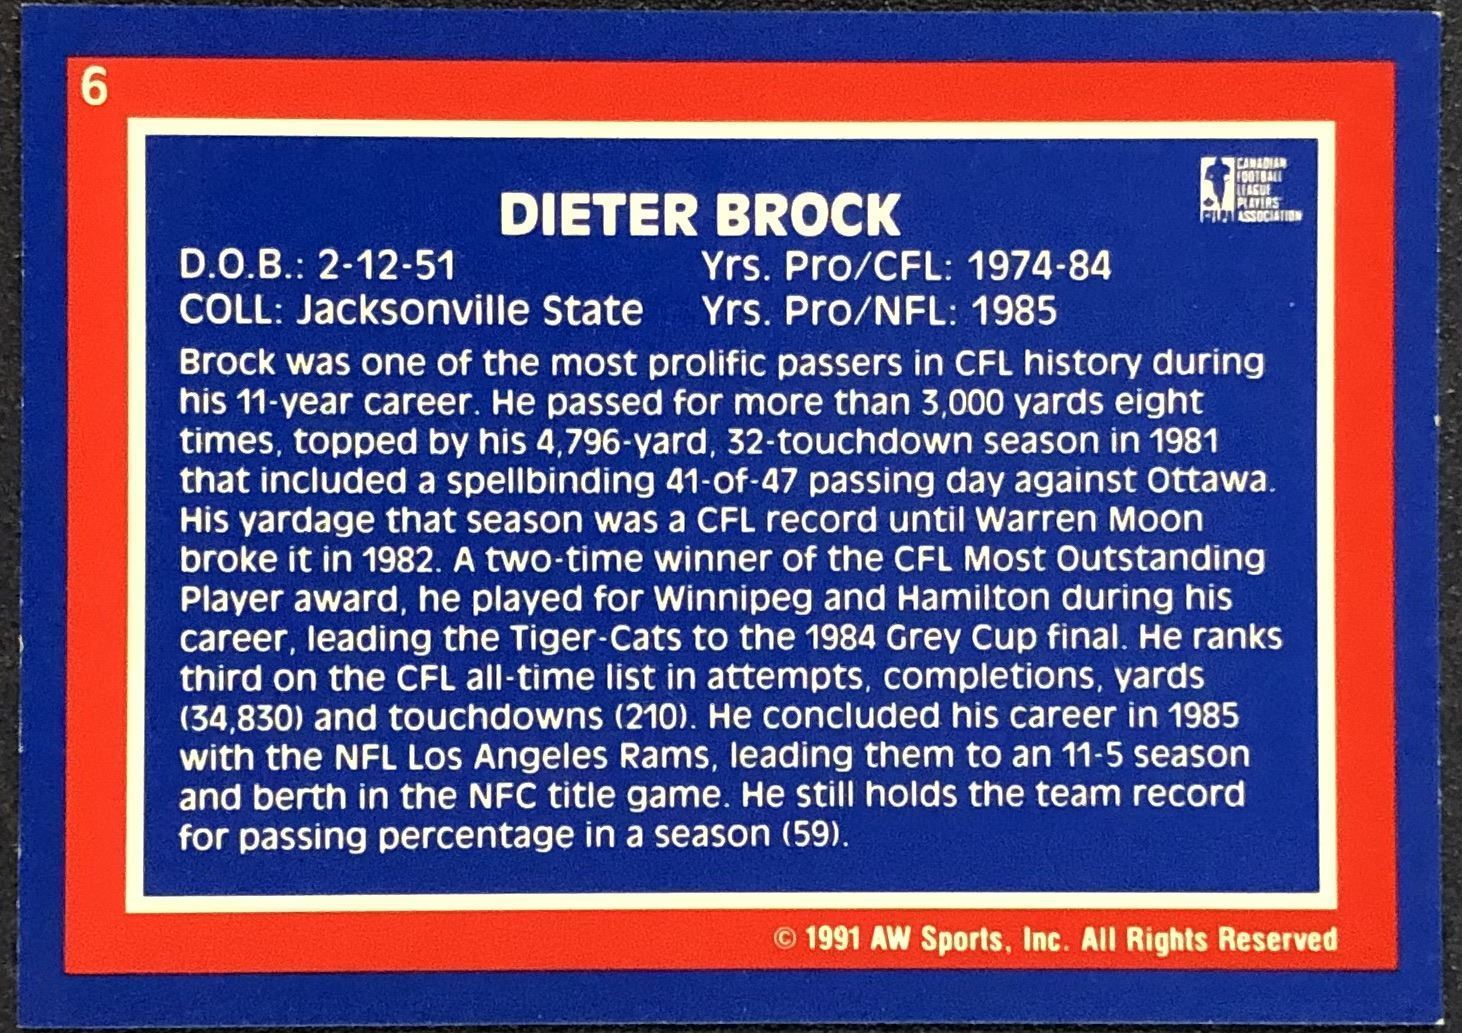 6
CANADIAN
FOOTBALL
LEAGUE
PLAYERS'
ASSOCIATION
DIETER BROCK
D.O.B.: 2-12-51 Yrs. Pro/CFL: 1974-84
COLL: Jacksonville State Yrs. Pro/NFL: 1985
Brock was one of the most prolific passers in CFL history during
his 11-year career. He passed for more than 3,000 yards eight
times, topped by his 4,796-yard, 32-touchdown season in 1981
that included a spellbinding 41-of-47 passing day against Ottawa.
His yardage that season was a CFL record until Warren Moon
broke it in 1982. A two-time winner of the CFL Most Outstanding
Player award, he played for Winnipeg and Hamilton during his
career, leading the Tiger-Cats to the 1984 Grey Cup final. He ranks
third on the CFL all-time list in attempts, completions, yards
(34,830) and touchdowns (210). He concluded his career in 1985
with the NFL Los Angeles Rams, leading them to an 11-5 season
and berth in the NFC title game. He still holds the team record
for passing percentage in a season (59).
© 1991 AW Sports, Inc. All Rights Reserved